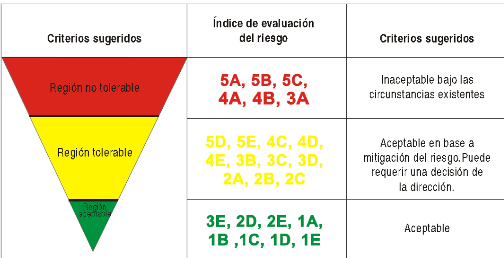 Criterios sugeridos
Índice de evaluación
del riesgo
Criterios sugeridos
Región no tolerable
5A, 5B, 5C,
4A, 4B, 3A
Inaceptable bajo las
circunstancias existentes
Región tolerable
5D, 5E, 4C, 4D,
4E, 3B, 3C, 3D,
2A, 2B, 2C
Aceptable en base a
mitigación del riesgo.Puede
requerir una decisión de
la dirección.
Región
aceptable
3E, 2D, 2E, 1A,
1B ,1C, 1D, 1E
Aceptable